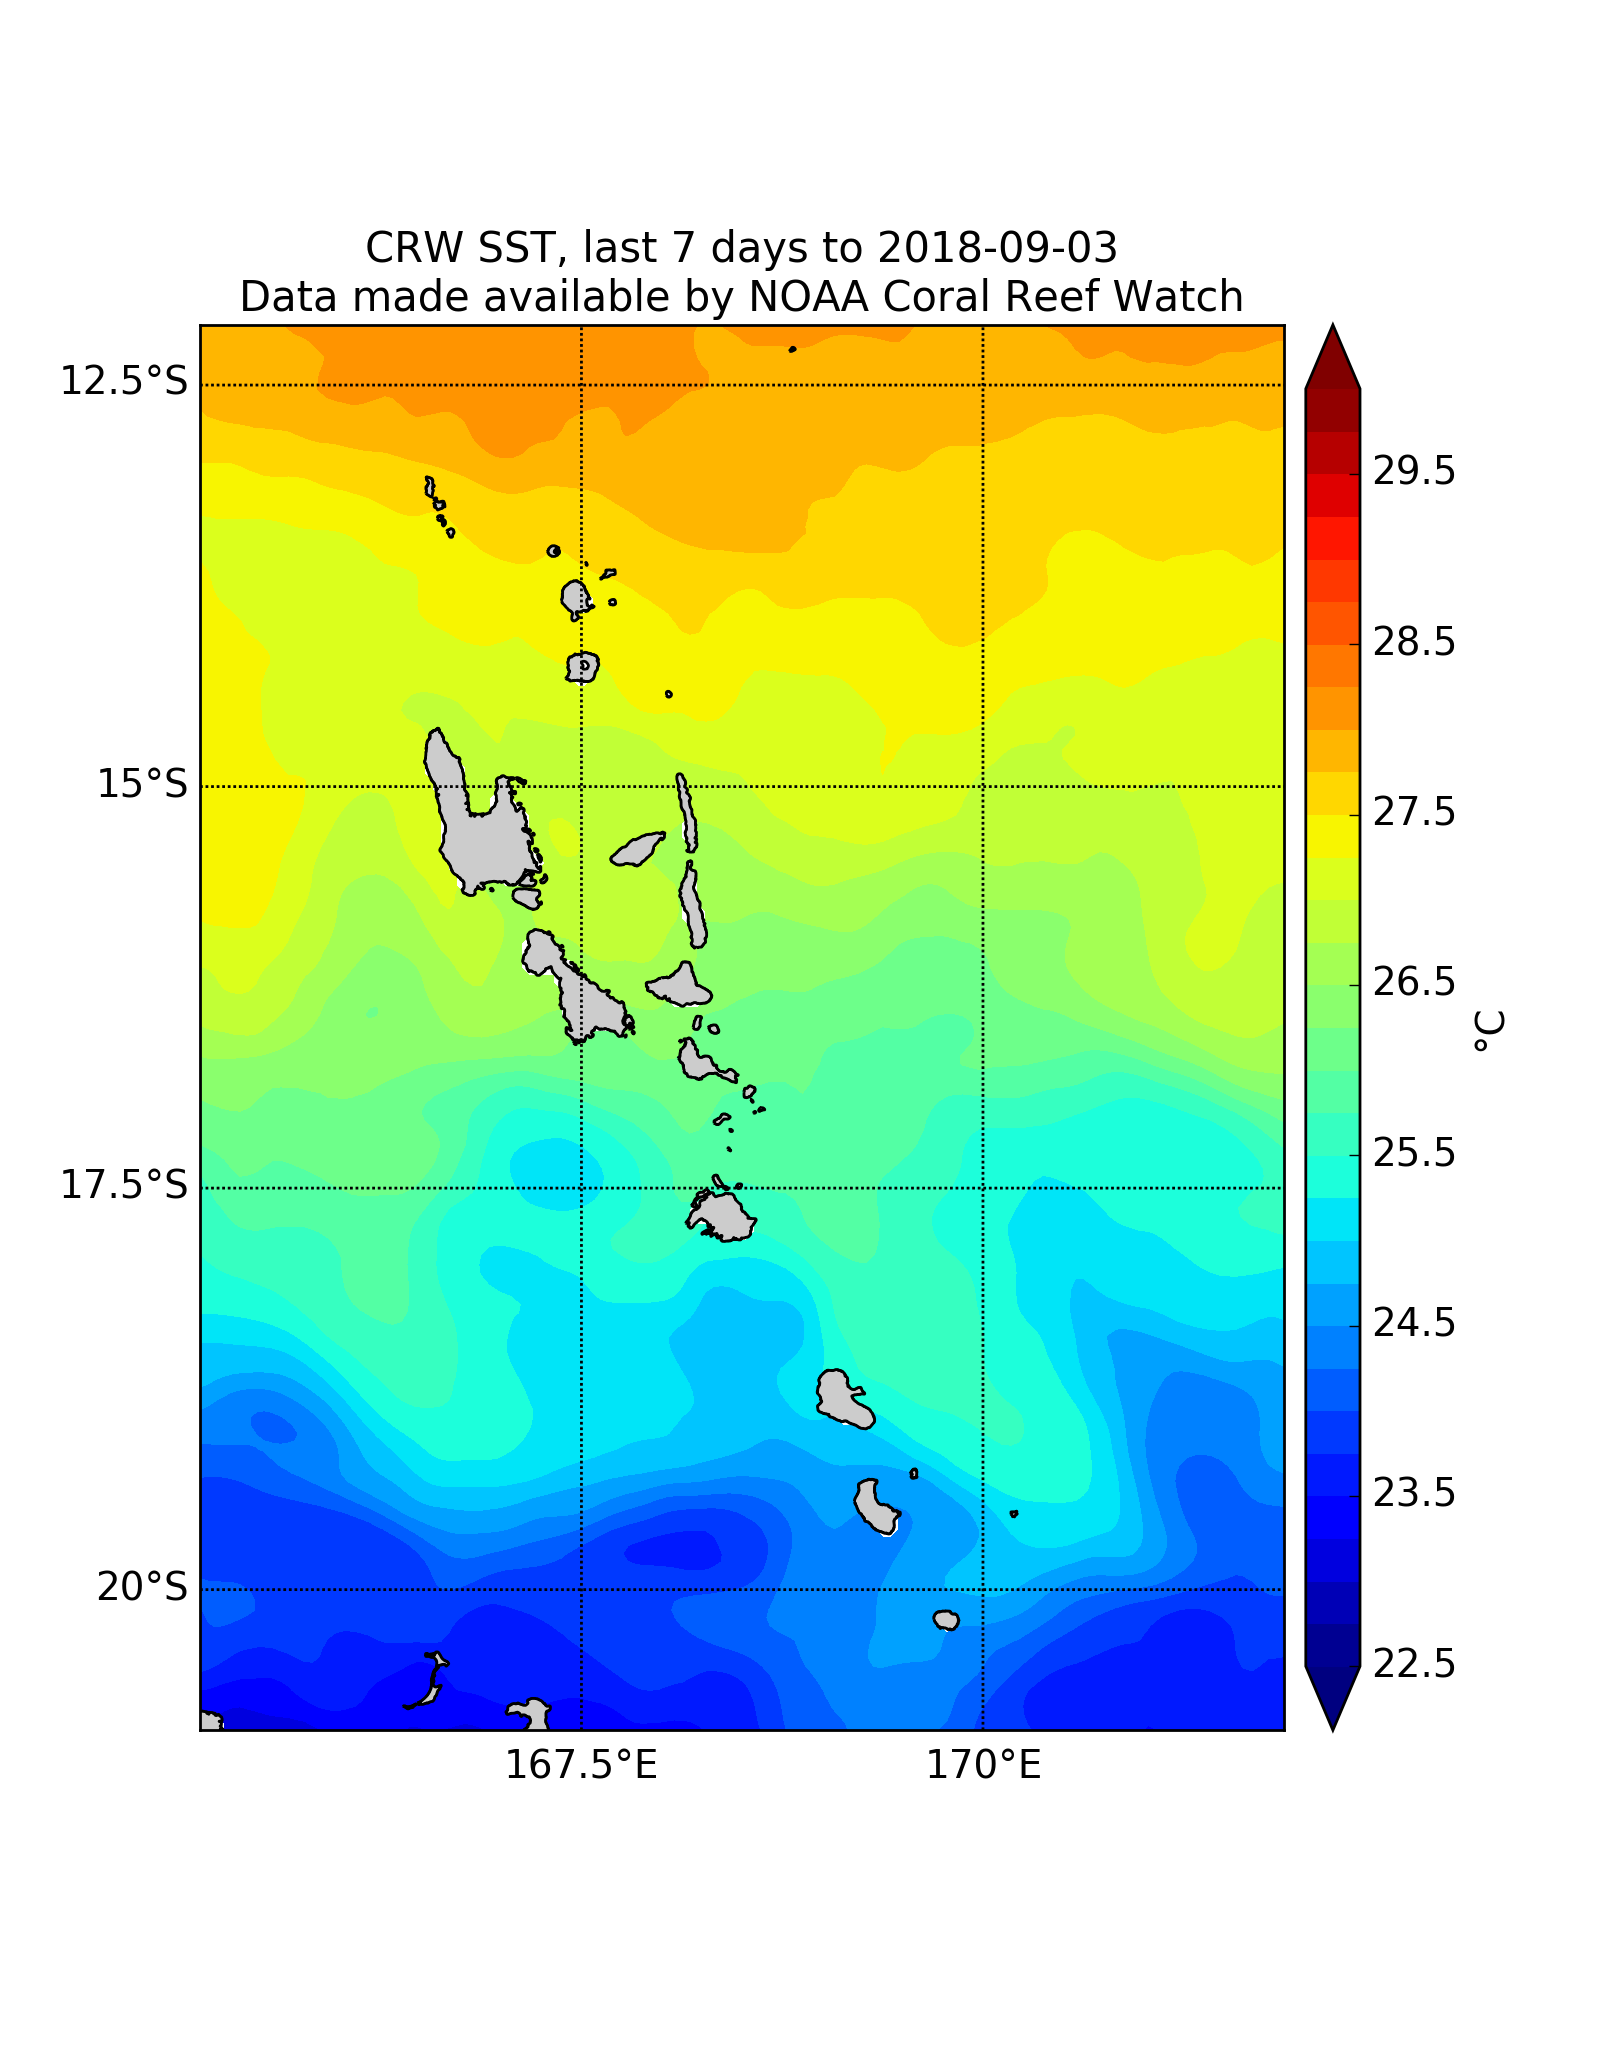 CRW SST, last 7 days to 2018-09-03
Data made available by NOAA Coral Reef Watch
12.5°S
15°S
17.5°S
20°S
167.5°E
170°E
29.5
28.5
27.5
26.5
25.5
24.5
23.5
22.5
°C